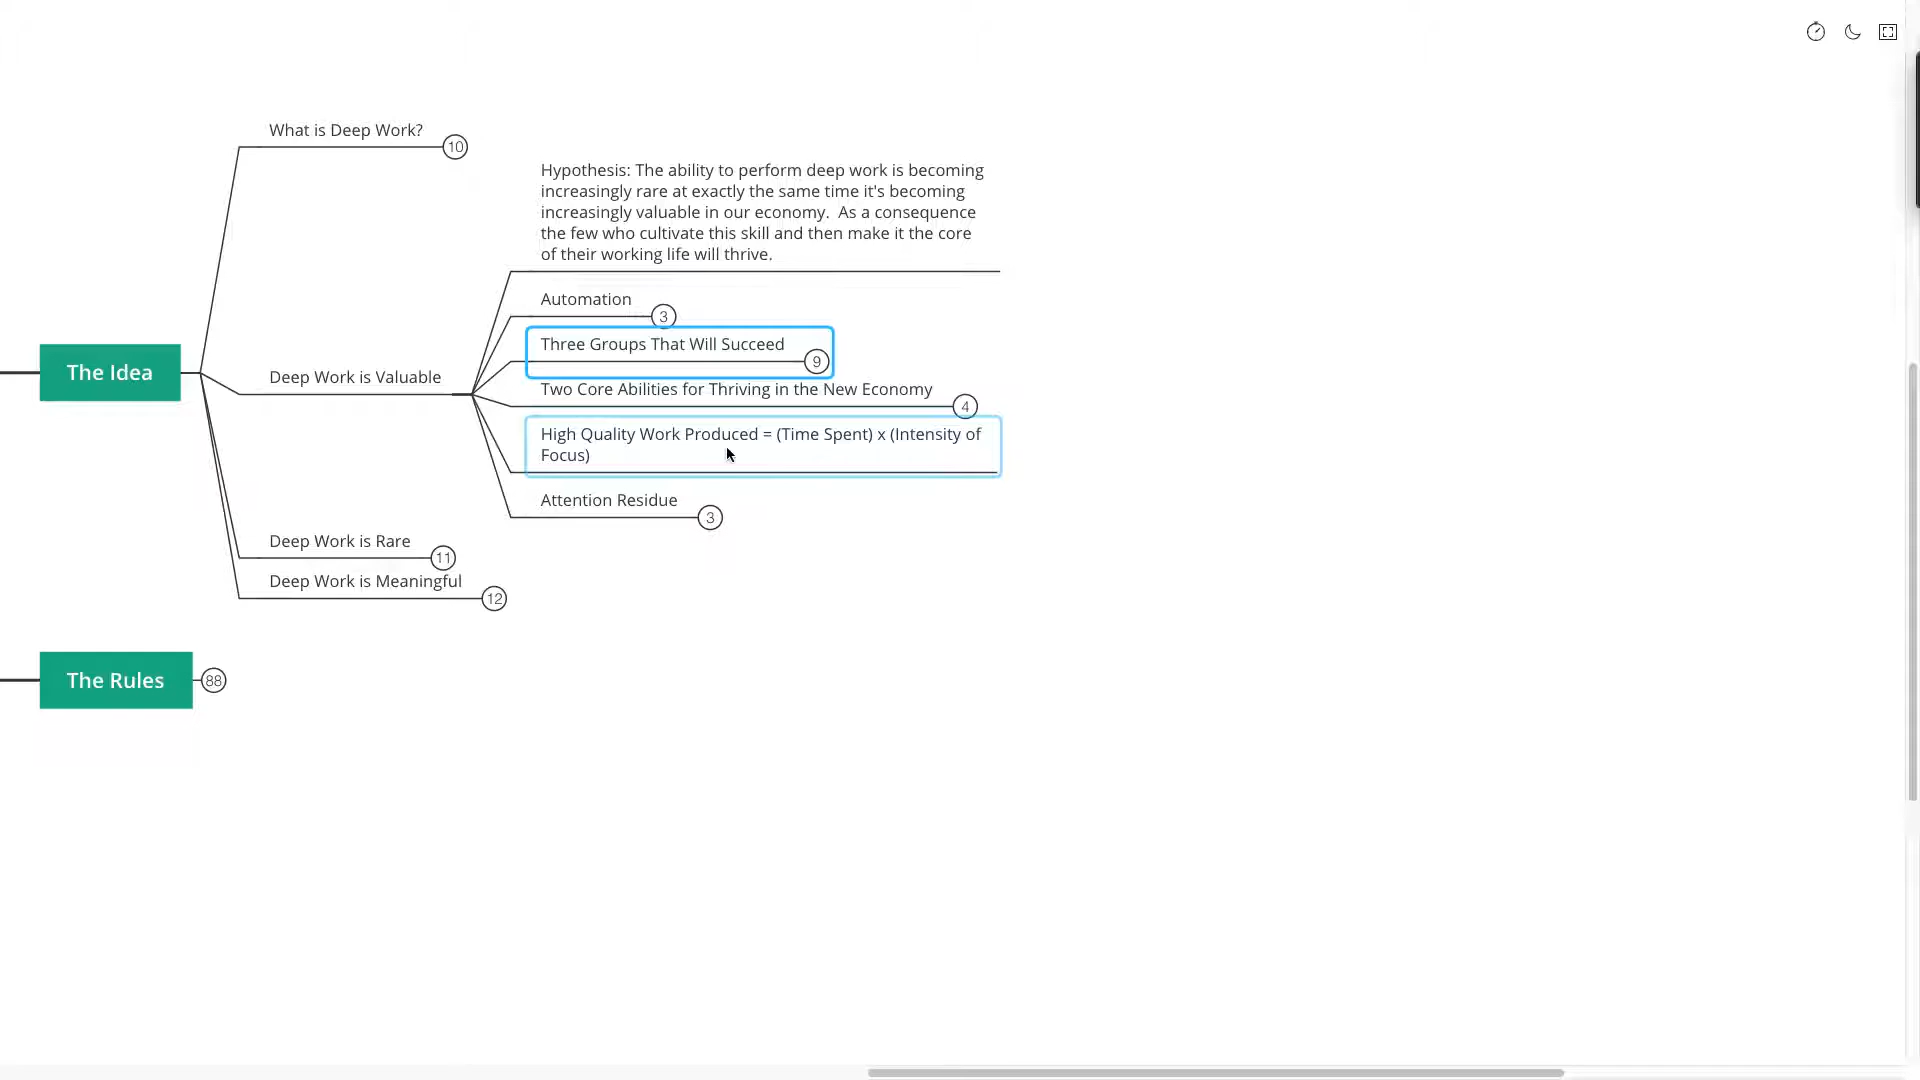 What is Deep Work?
10
Hypothesis: The ability to perform deep work is becoming
increasingly rare at exactly the same time it's becoming
increasingly valuable in our economy.  As a consequence
the few who cultivate this skill and then make it the core
of their working life will thrive.
Automation
3
Three Groups That Will Succeed
9
The Idea
Deep Work is Valuable
Two Core Abilities for Thriving in the New Economy
4
High Quality Work Produced = (Time Spent) x (Intensity of
Focus)
Attention Residue
3
Deep Work is Rare
11
Deep Work is Meaningful
12
The Rules
88